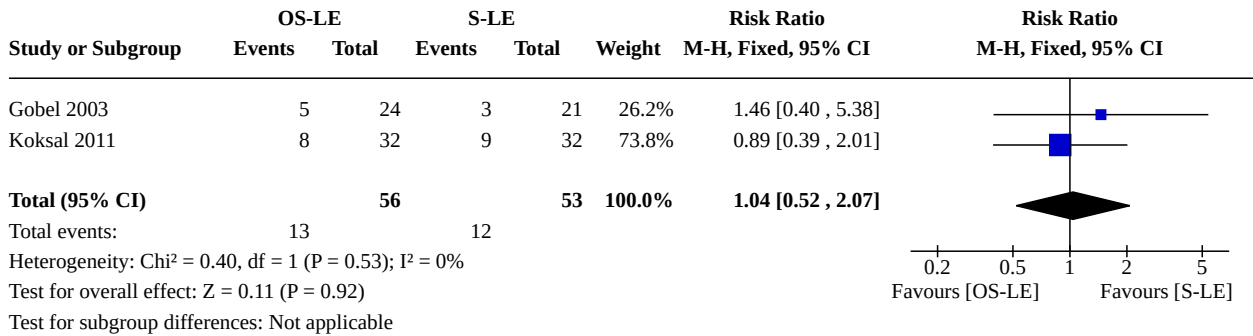 OS-LE S-LE Risk Ratio Risk Ratio
Study or Subgroup Events Total Events Total Weight M-H, Fixed, 95% CI M-H, Fixed, 95% CI
Gobel 2003 5 24 3 21 26.2% 1.46 [0.40 , 5.38]
Koksal 2011 8 32 9 32 73.8% 0.89 [0.39 , 2.01]
Total (95% CI) 56 53 100.0% 1.04 [0.52 , 2.07]
Total events: 13 12
Heterogeneity: Chi² = 0.40, df = 1 (P = 0.53); I² = 0%
0.2 0.5 1 2 5
Test for overall effect: Z = 0.11 (P = 0.92) Favours [OS-LE] Favours [S-LE]
Test for subgroup differences: Not applicable